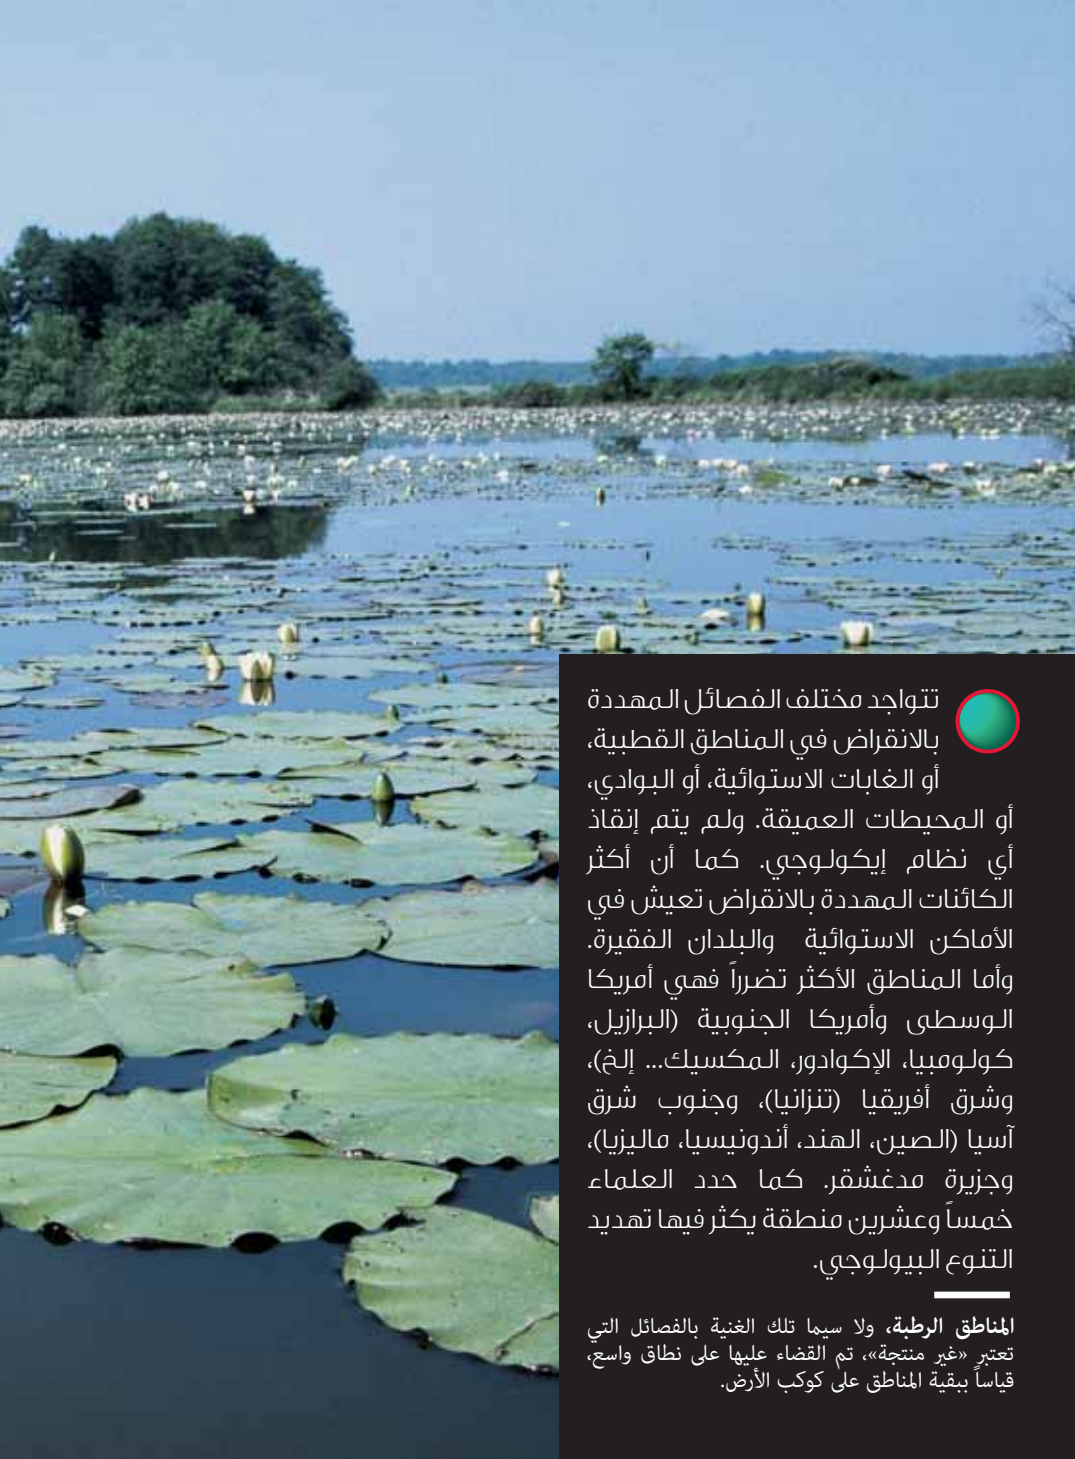 تتواجد مختلف الفصائل المهددة
بالانقراض في المناطق القطبية،
أو الغابات الاستوائية، أو البوادي،
أو المحيطات العميقة. ولم يتم إنقاذ
أي نظام إيكولوجي. كما أن أكثر
الكائنات المهددة بالانقراض تعيش في
الأماكن الاستوائية والبلدان الفقيرة.
وأما المناطق الأكثر تضرراً فهي أمريكا
الوسطى وأمريكا الجنوبية (البرازيل،
كولومبيا، الإكوادور، المكسيك... إلخ)،
وشرق أفريقيا (تنزانيا)، وجنوب شرق
آسيا (الصين، الهند، أندونيسيا، ماليزيا)،
وجزيرة مدغشقر. كما حدد العلماء
خمساً وعشرين منطقة يكثر فيها تهديد
التنوع البيولوجي.
المناطق الرطبة، ولا سيما تلك الغنية بالفصائل التي
تعتبر «غير منتجة»، تم القضاء عليها على نطاق واسع،
قياساً ببقية المناطق على كوكب الأرض.